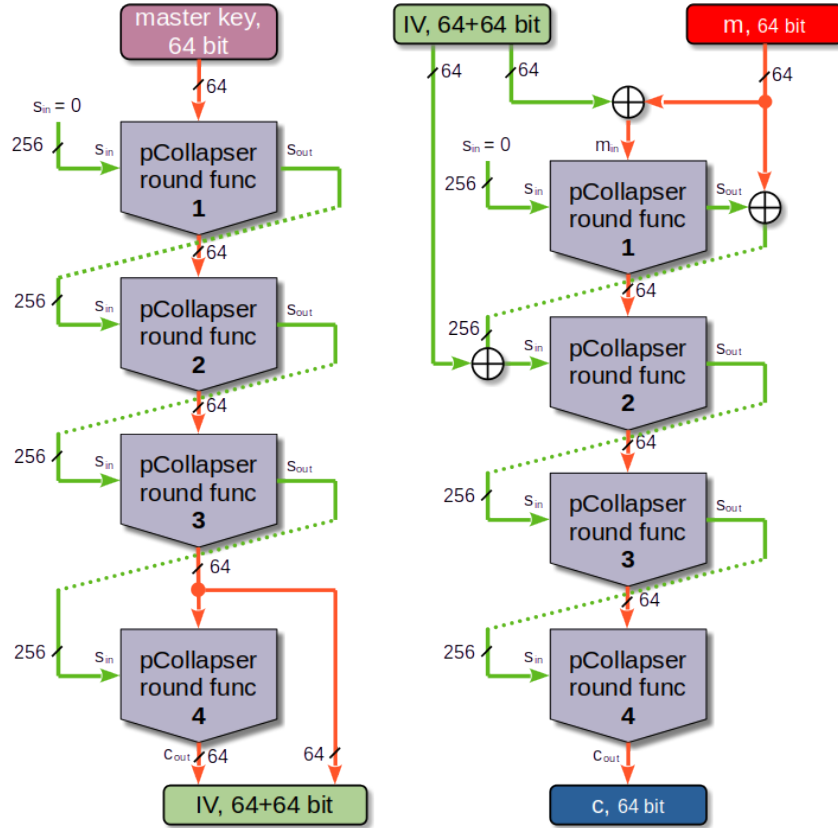 master key,
64 bit
64
s_in = 0
256
s_in
pCollapser
round func
1
s_out
64
256
s_in
pCollapser
round func
2
s_out
64
256
s_in
pCollapser
round func
3
s_out
64
256
s_in
pCollapser
round func
4
c_out
64
64
IV, 64+64 bit
IV, 64+64 bit
m, 64 bit
64
64
64
m_in
s_in = 0
256
s_in
pCollapser
round func
1
s_out
64
256
s_in
pCollapser
round func
2
s_out
64
256
s_in
pCollapser
round func
3
s_out
64
256
s_in
pCollapser
round func
4
c_out
c, 64 bit